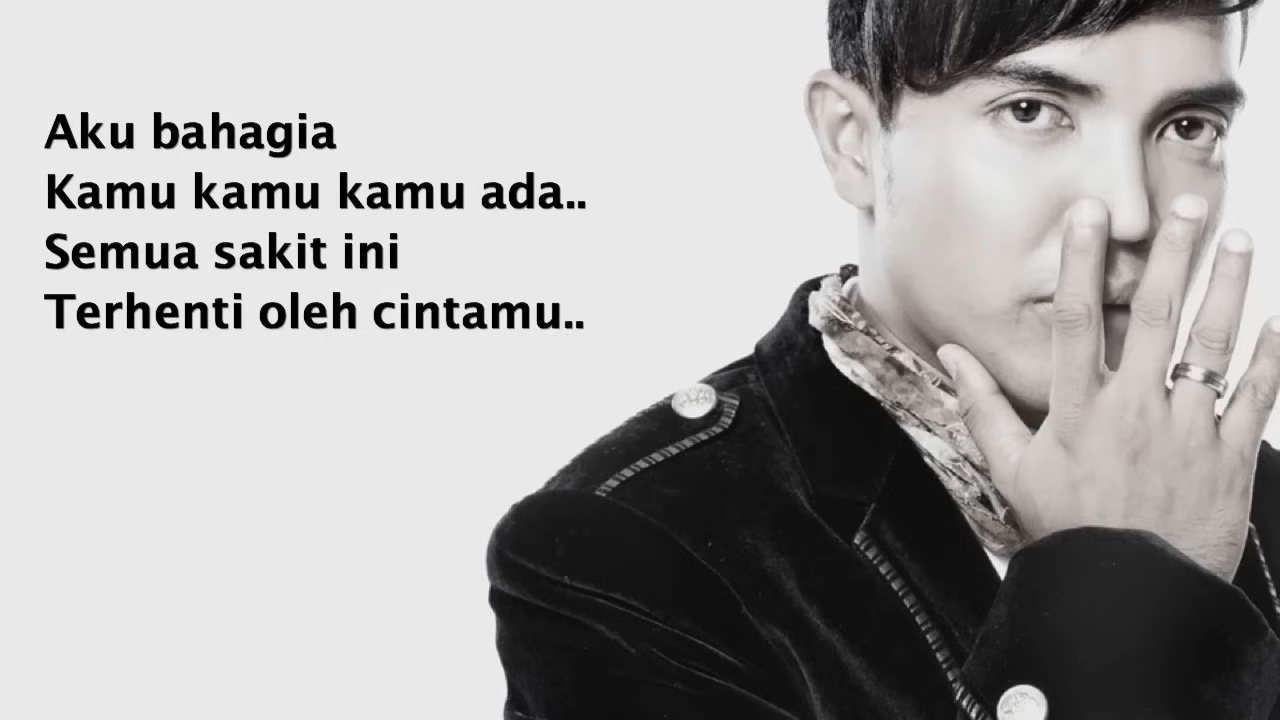 Aku bahagia
Kamu kamu kamu ada..
Semua sakit ini
Terhenti oleh cintamu..